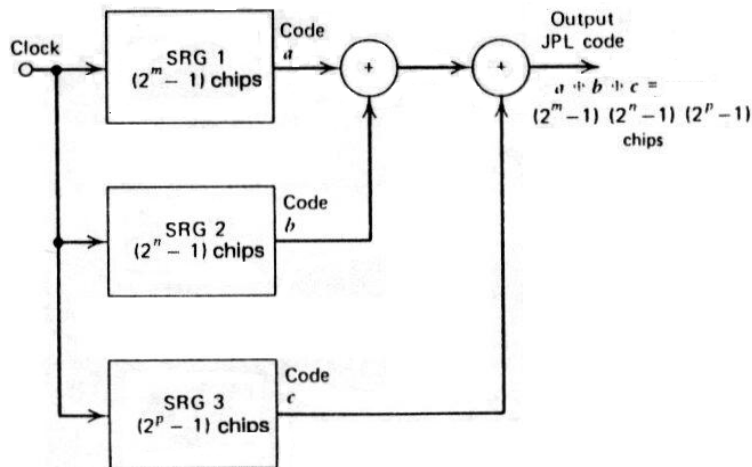 Clock
SRG 1
(2^m − 1) chips
Code
a
+
+
Output
JPL code
a + b + c =
(2^m−1) (2^n−1) (2^p−1)
chips
SRG 2
(2^n − 1) chips
Code
b
SRG 3
(2^p − 1) chips
Code
c